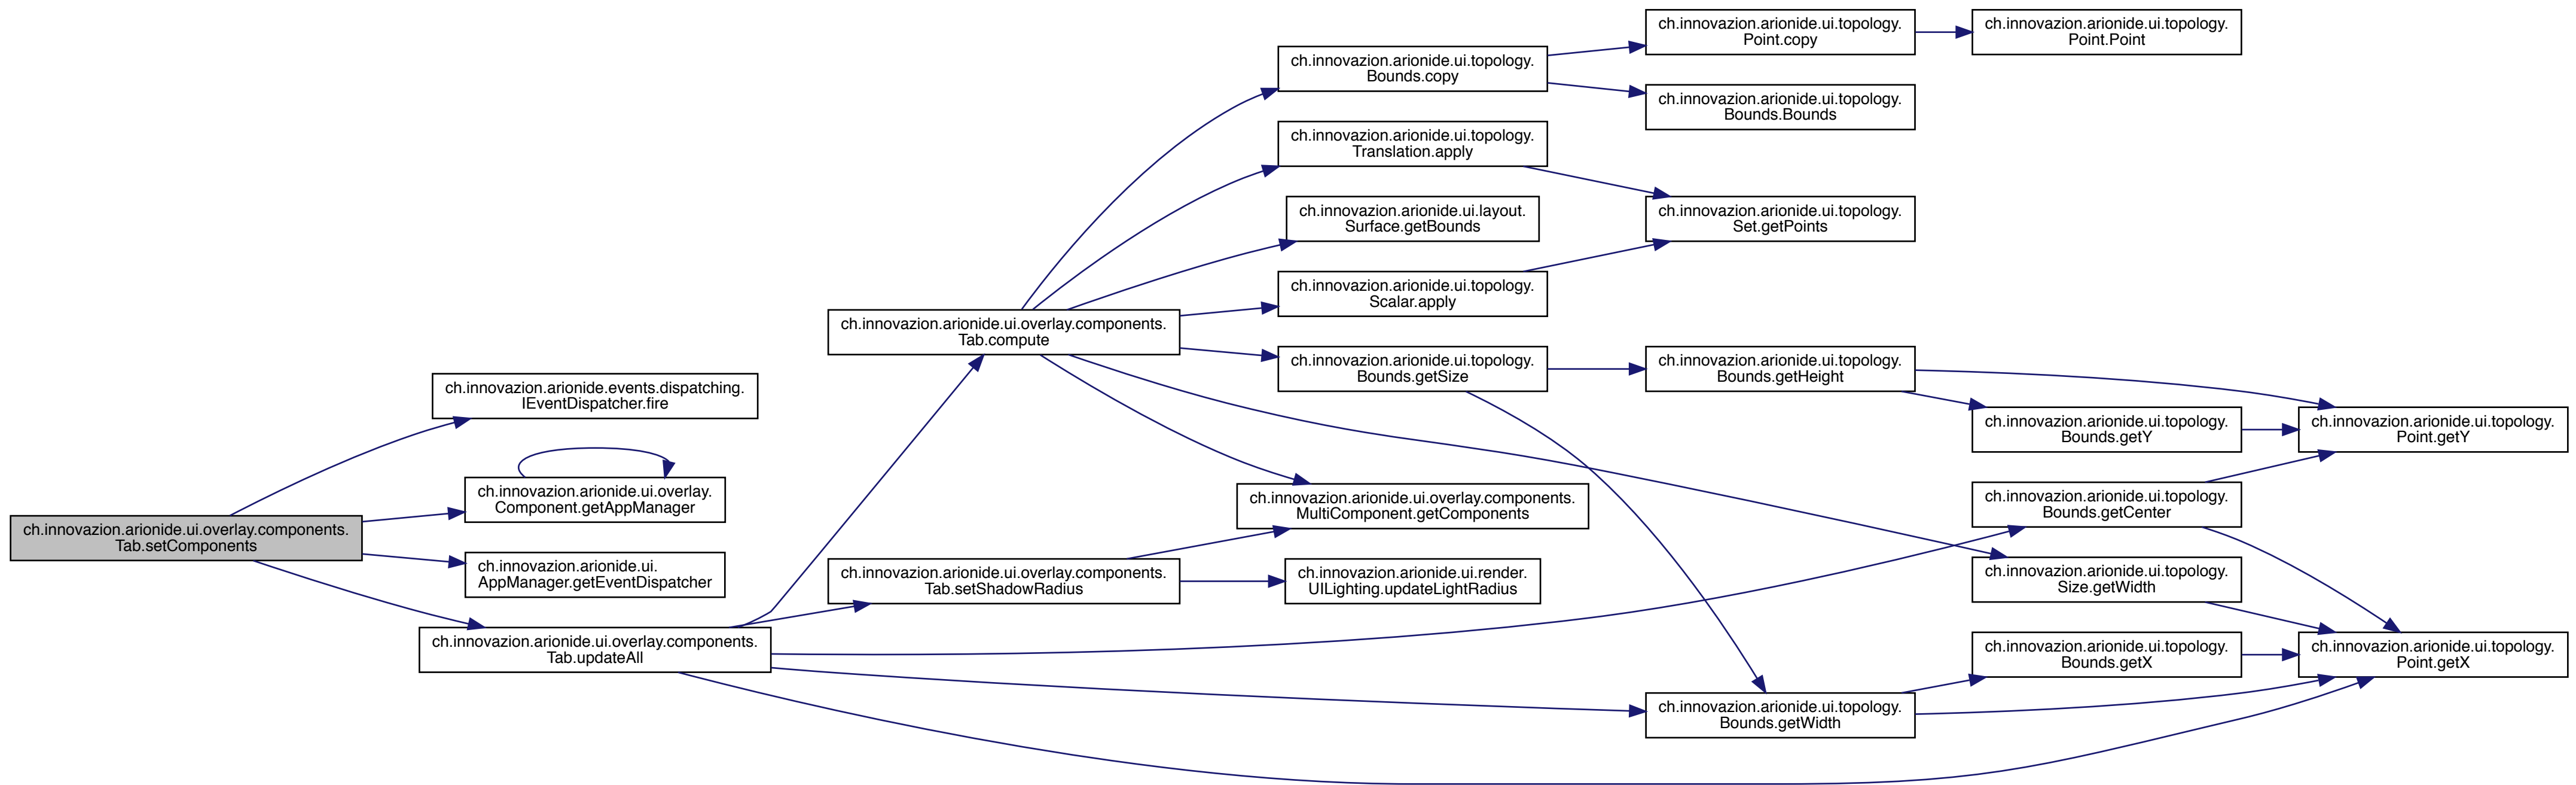 ch.innovazion.arionide.ui.overlay.components.
Tab.setComponents
ch.innovazion.arionide.events.dispatching.
IEventDispatcher.fire
ch.innovazion.arionide.ui.overlay.
Component.getAppManager
ch.innovazion.arionide.ui.
AppManager.getEventDispatcher
ch.innovazion.arionide.ui.overlay.components.
Tab.updateAll
ch.innovazion.arionide.ui.overlay.components.
Tab.compute
ch.innovazion.arionide.ui.overlay.components.
Tab.setShadowRadius
ch.innovazion.arionide.ui.topology.
Bounds.copy
ch.innovazion.arionide.ui.topology.
Translation.apply
ch.innovazion.arionide.ui.layout.
Surface.getBounds
ch.innovazion.arionide.ui.topology.
Scalar.apply
ch.innovazion.arionide.ui.topology.
Bounds.getSize
ch.innovazion.arionide.ui.overlay.components.
MultiComponent.getComponents
ch.innovazion.arionide.ui.render.
UILighting.updateLightRadius
ch.innovazion.arionide.ui.topology.
Point.copy
ch.innovazion.arionide.ui.topology.
Bounds.Bounds
ch.innovazion.arionide.ui.topology.
Set.getPoints
ch.innovazion.arionide.ui.topology.
Bounds.getHeight
ch.innovazion.arionide.ui.topology.
Bounds.getWidth
ch.innovazion.arionide.ui.topology.
Point.Point
ch.innovazion.arionide.ui.topology.
Bounds.getY
ch.innovazion.arionide.ui.topology.
Bounds.getCenter
ch.innovazion.arionide.ui.topology.
Size.getWidth
ch.innovazion.arionide.ui.topology.
Bounds.getX
ch.innovazion.arionide.ui.topology.
Point.getY
ch.innovazion.arionide.ui.topology.
Point.getX